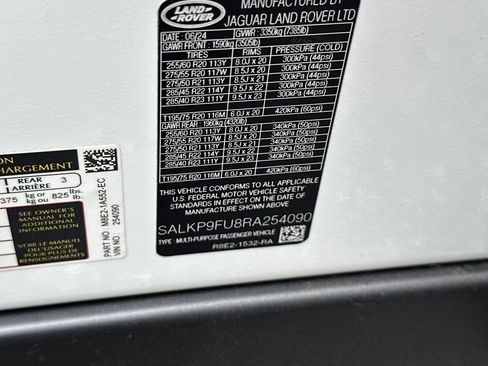 LAND-
ROVER
MANUFACTURED BY
JAGUAR LAND ROVER LTD
DATE : 06/24 GVWR: 3350kg (7385lb)
GAWR FRONT : 1590kg (3505lb)
TIRES RIMS PRESSURE (COLD)
255/60 R20 113Y 8.0J x 20 300kPa (44psi)
275/55 R20 117W 8.5J x 20 300kPa (44psi)
275/50 R21 113Y 8.5J x 21 300kPa (44psi)
285/45 R22 114Y 9.5J x 22 300kPa (44psi)
285/40 R23 111Y 9.5J x 23 300kPa (44psi)
T195/75 R20 116M 6.0J x 20 420kPa (60psi)
GAWR REAR : 1960kg (4320lb)
255/60 R20 113Y 8.0J x 20 340kPa (50psi)
275/55 R20 117W 8.5J x 20 340kPa (50psi)
275/50 R21 113Y 8.5J x 21 340kPa (50psi)
285/45 R22 114Y 9.5J x 22 340kPa (50psi)
285/40 R23 111Y 9.5J x 23 340kPa (50psi)
T195/75 R20 116M 6.0J x 20 420kPa (60psi)
THIS VEHICLE CONFORMS TO ALL APPLICABLE
U.S. FEDERAL MOTOR VEHICLE SAFETY STANDARDS
IN EFFECT ON THE DATE OF
MANUFACTURE SHOWN ABOVE.
SALKP9FU8RA254090
TYPE: MULTI-PURPOSE PASSENGER VEHICLE
R8E2-1532-RA
ION
CHARGEMENT
REAR 3
ARRIÈRE
375 kg or 825 lbs.
kg ou lb.
SEE OWNER'S
MANUAL FOR
ADDITIONAL
INFORMATION
VOIR LE MANUEL
D'USAGER POUR
PLUS DE
RENSEIGNEMENTS
PART NO: M8E2-1A552-EC
VIN NO: 254090